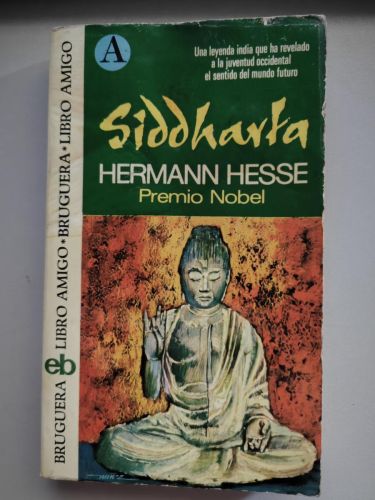 A
Una leyenda india que ha revelado
a la juventud occidental
el sentido del mundo futuro
Siddharta
HERMANN HESSE
Premio Nobel
BRUGUERA eb LIBRO AMIGO • BRUGUERA • LIBRO AMIGO